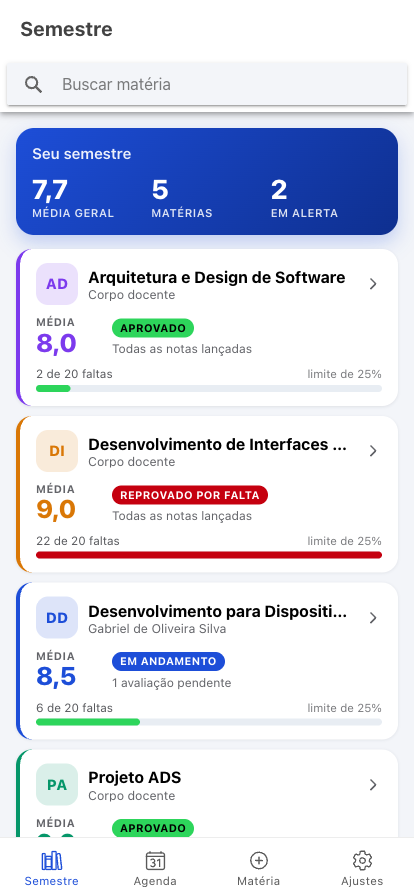 Semestre
Buscar matéria
Seu semestre
7,7
5
2
MÉDIA GERAL
MATÉRIAS
EM ALERTA
AD
Arquitetura e Design de Software
Corpo docente
MÉDIA
8,0
APROVADO
Todas as notas lançadas
2 de 20 faltas
limite de 25%
DI
Desenvolvimento de Interfaces ...
Corpo docente
MÉDIA
9,0
REPROVADO POR FALTA
Todas as notas lançadas
22 de 20 faltas
limite de 25%
DD
Desenvolvimento para Dispositi...
Gabriel de Oliveira Silva
MÉDIA
8,5
EM ANDAMENTO
1 avaliação pendente
6 de 20 faltas
limite de 25%
PA
Projeto ADS
Corpo docente
MÉDIA
APROVADO
31
Semestre
Agenda
Matéria
Ajustes